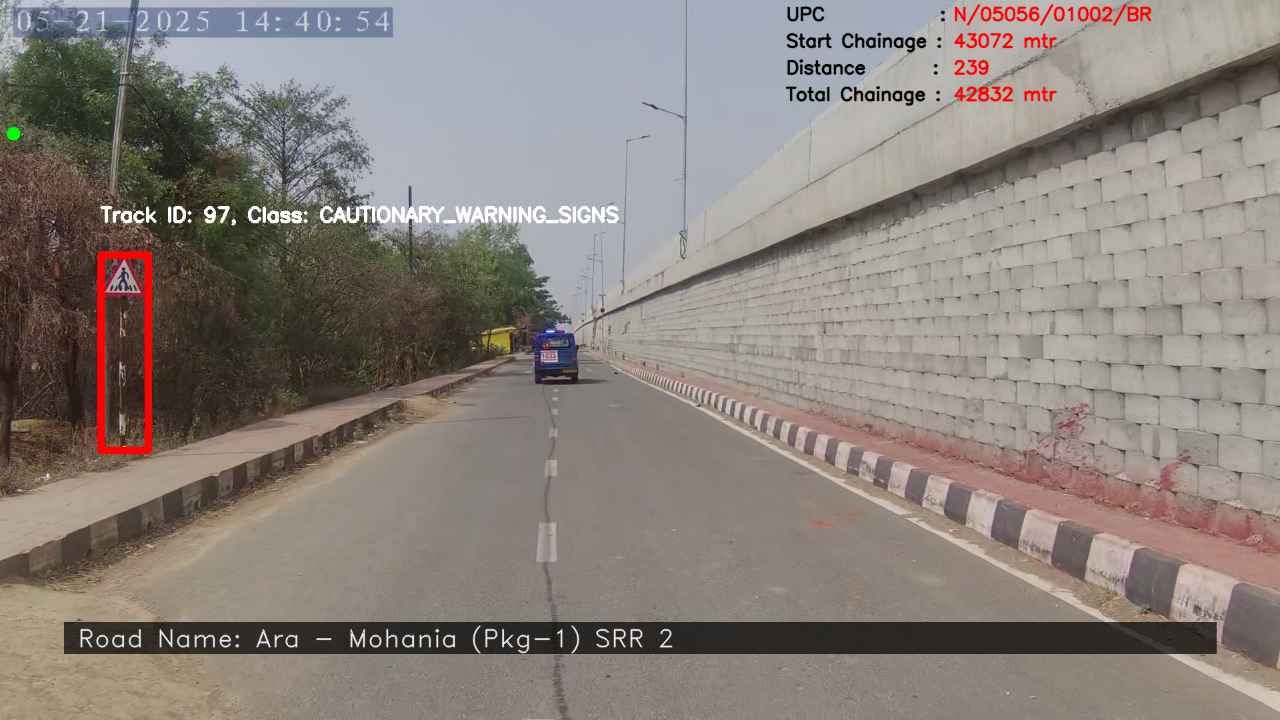 05-21-2025 14:40:54
UPC : N/05056/01002/BR
Start Chainage : 43072 mtr
Distance : 239
Total Chainage : 42832 mtr
Track ID: 97, Class: CAUTIONARY_WARNING_SIGNS
Road Name: Ara - Mohania (Pkg-1) SRR 2